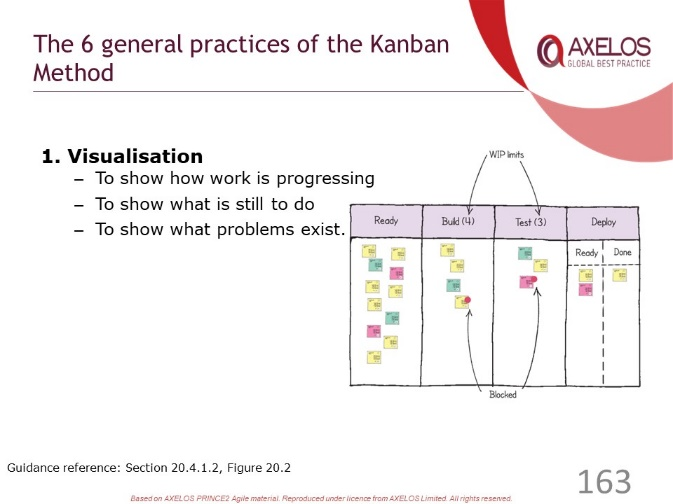 The 6 general practices of the Kanban
Method
AXELOS
GLOBAL BEST PRACTICE
1. Visualisation
– To show how work is progressing
– To show what is still to do
– To show what problems exist.
WIP limits
Ready
Build (4)
Test (3)
Deploy
Ready
Done
Blocked
Guidance reference: Section 20.4.1.2, Figure 20.2
163
Based on AXELOS PRINCE2 Agile material. Reproduced under licence from AXELOS Limited. All rights reserved.